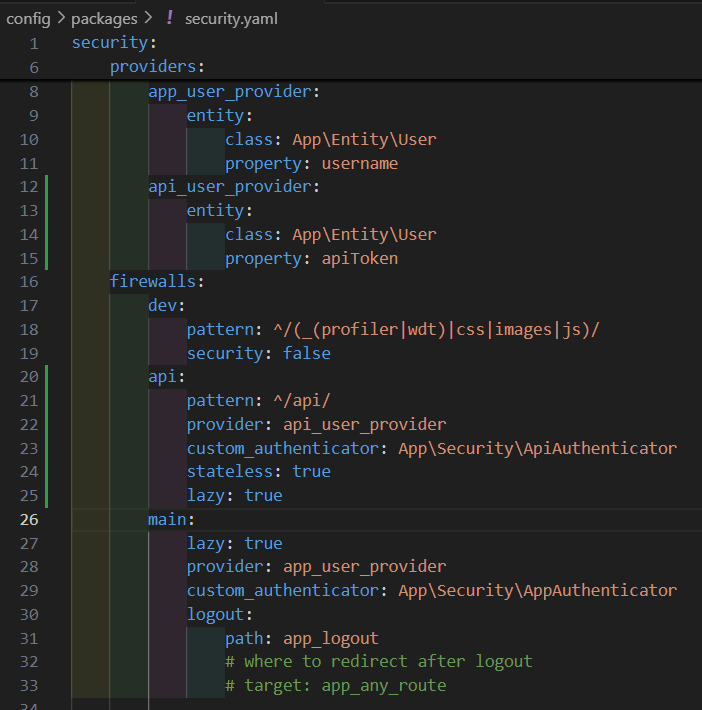 config > packages > ! security.yaml
1 security:
6 providers:
8 app_user_provider:
9 entity:
10 class: App\Entity\User
11 property: username
12 api_user_provider:
13 entity:
14 class: App\Entity\User
15 property: apiToken
16 firewalls:
17 dev:
18 pattern: ^/(_(profiler|wdt)|css|images|js)/
19 security: false
20 api:
21 pattern: ^/api/
22 provider: api_user_provider
23 custom_authenticator: App\Security\ApiAuthenticator
24 stateless: true
25 lazy: true
26 main:
27 lazy: true
28 provider: app_user_provider
29 custom_authenticator: App\Security\AppAuthenticator
30 logout:
31 path: app_logout
32 # where to redirect after logout
33 # target: app_any_route
34